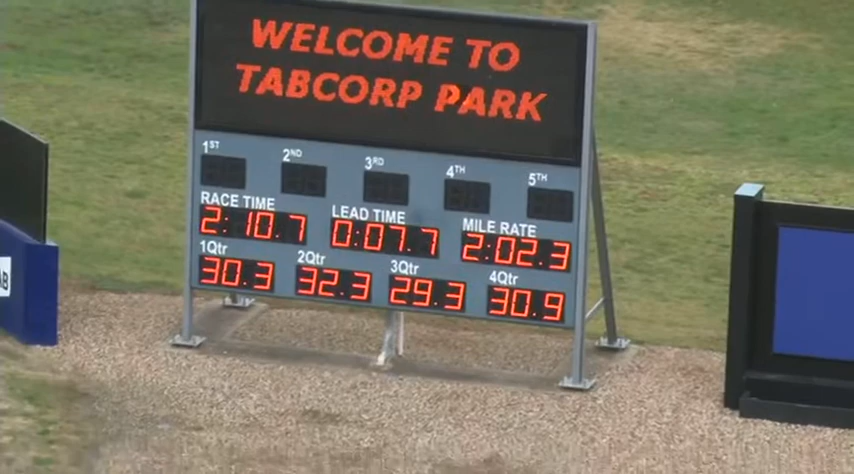 WELCOME TO
TABCORP PARK
1ST 2ND 3RD 4TH 5TH
RACE TIME LEAD TIME MILE RATE
2:10.7 0:07.7 2:02.3
1Qtr 2Qtr 3Qtr 4Qtr
30.3 32.3 29.3 30.9